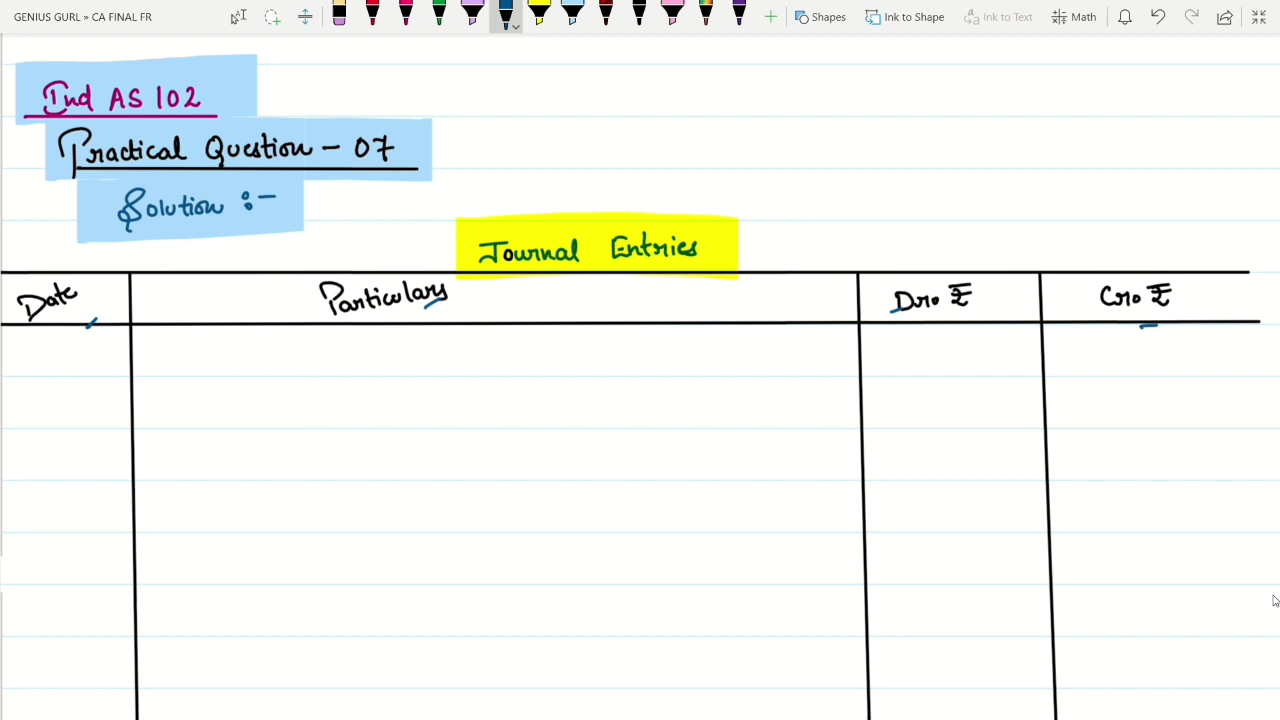 GENIUS GURL » CA FINAL FR
Shapes Ink to Shape Ink to Text Math
Ind AS 102
Practical Question - 07
Solution :-
Journal Entries
Date Particulars Dr. ₹ Cr. ₹